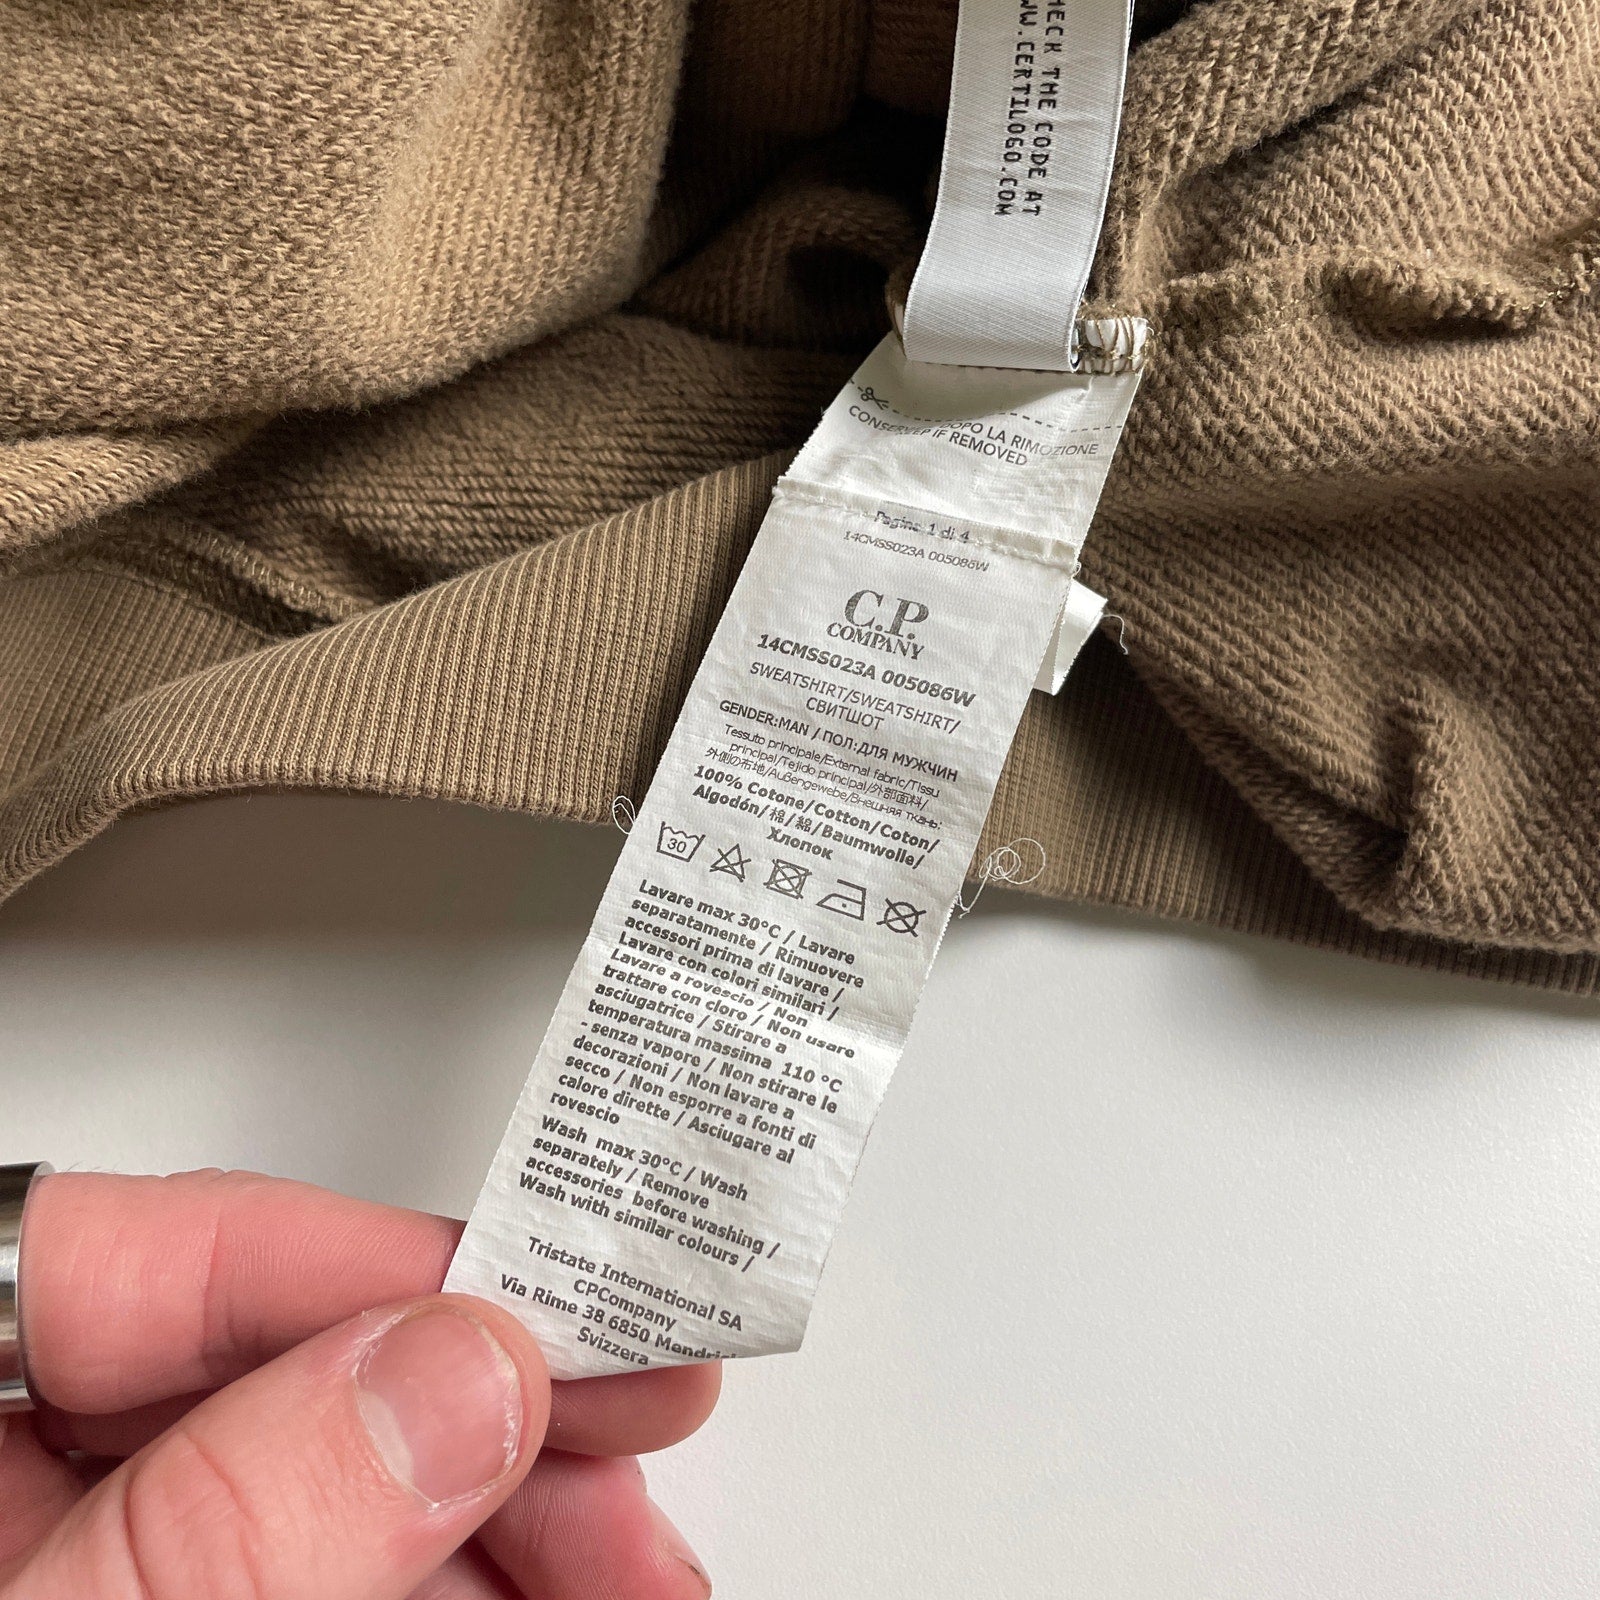 THE CODE AT
WWW.CERTILOGO.COM
DOPO LA RIMOZIONE
KEEP IF REMOVED
Pagina 1 di 4
14CMSS023A 005086W
C.P.
COMPANY
14CMSS023A 005086W
SWEATSHIRT/SWEATSHIRT/
СВИТШОТ
GENDER:MAN / ПОЛ:ДЛЯ МУЖЧИН
Tessuto principale/External fabric/Tissu
principal/Tejido principal/外部面料/
外側の布地/Außengewebe/Внешняя ткань:
100% Cotone/Cotton/Coton/
Algodón/棉/綿/Baumwolle/
Хлопок
30
Lavare max 30°C / Lavare
separatamente / Rimuovere
accessori prima di lavare /
Lavare con colori similari /
Lavare a rovescio / Non
trattare con cloro / Non usare
asciugatrice / Stirare a
temperatura massima 110 °C
- senza vapore / Non stirare le
decorazioni / Non lavare a
secco / Non esporre a fonti di
calore dirette / Asciugare al
rovescio
Wash max 30°C / Wash
separately / Remove
accessories before washing /
Wash with similar colours /
Tristate International SA
CPCompany
Via Rime 38 6850
Svizzera